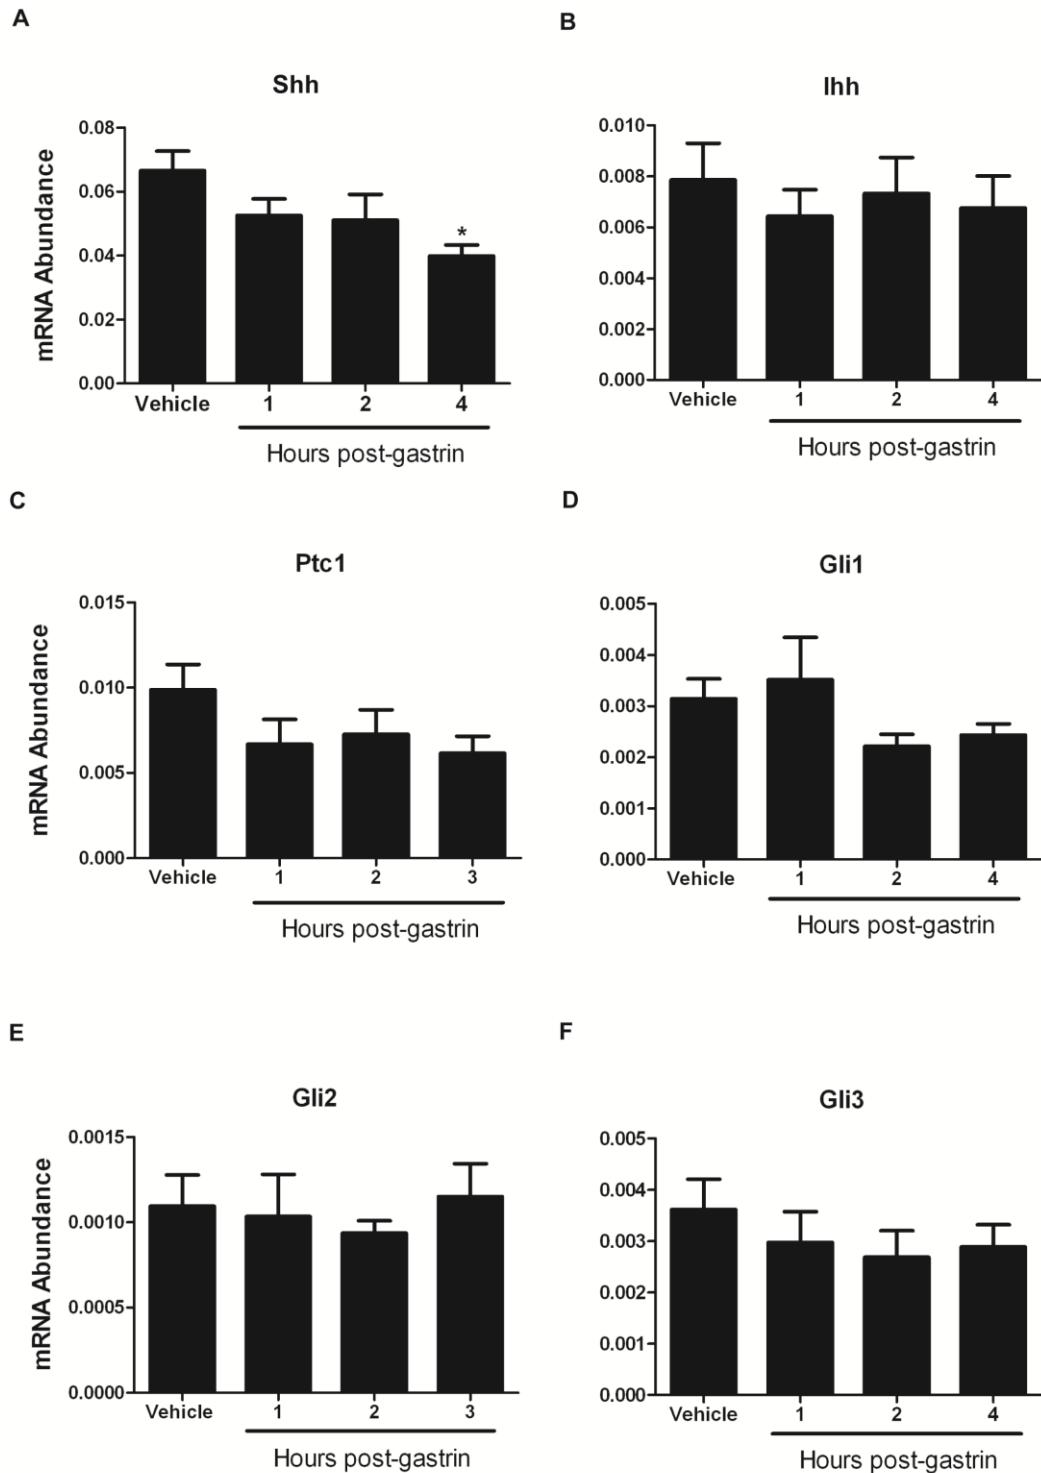 A
Shh
mRNA Abundance
0.08
0.06
0.04
0.02
0.00
*
Vehicle 1 2 4
Hours post-gastrin
B
Ihh
0.010
0.008
0.006
0.004
0.002
0.000
Vehicle 1 2 4
Hours post-gastrin
C
Ptc1
mRNA Abundance
0.015
0.010
0.005
0.000
Vehicle 1 2 3
Hours post-gastrin
D
Gli1
0.005
0.004
0.003
0.002
0.001
0.000
Vehicle 1 2 4
Hours post-gastrin
E
Gli2
mRNA Abundance
0.0015
0.0010
0.0005
0.0000
Vehicle 1 2 3
Hours post-gastrin
F
Gli3
0.005
0.004
0.003
0.002
0.001
0.000
Vehicle 1 2 4
Hours post-gastrin